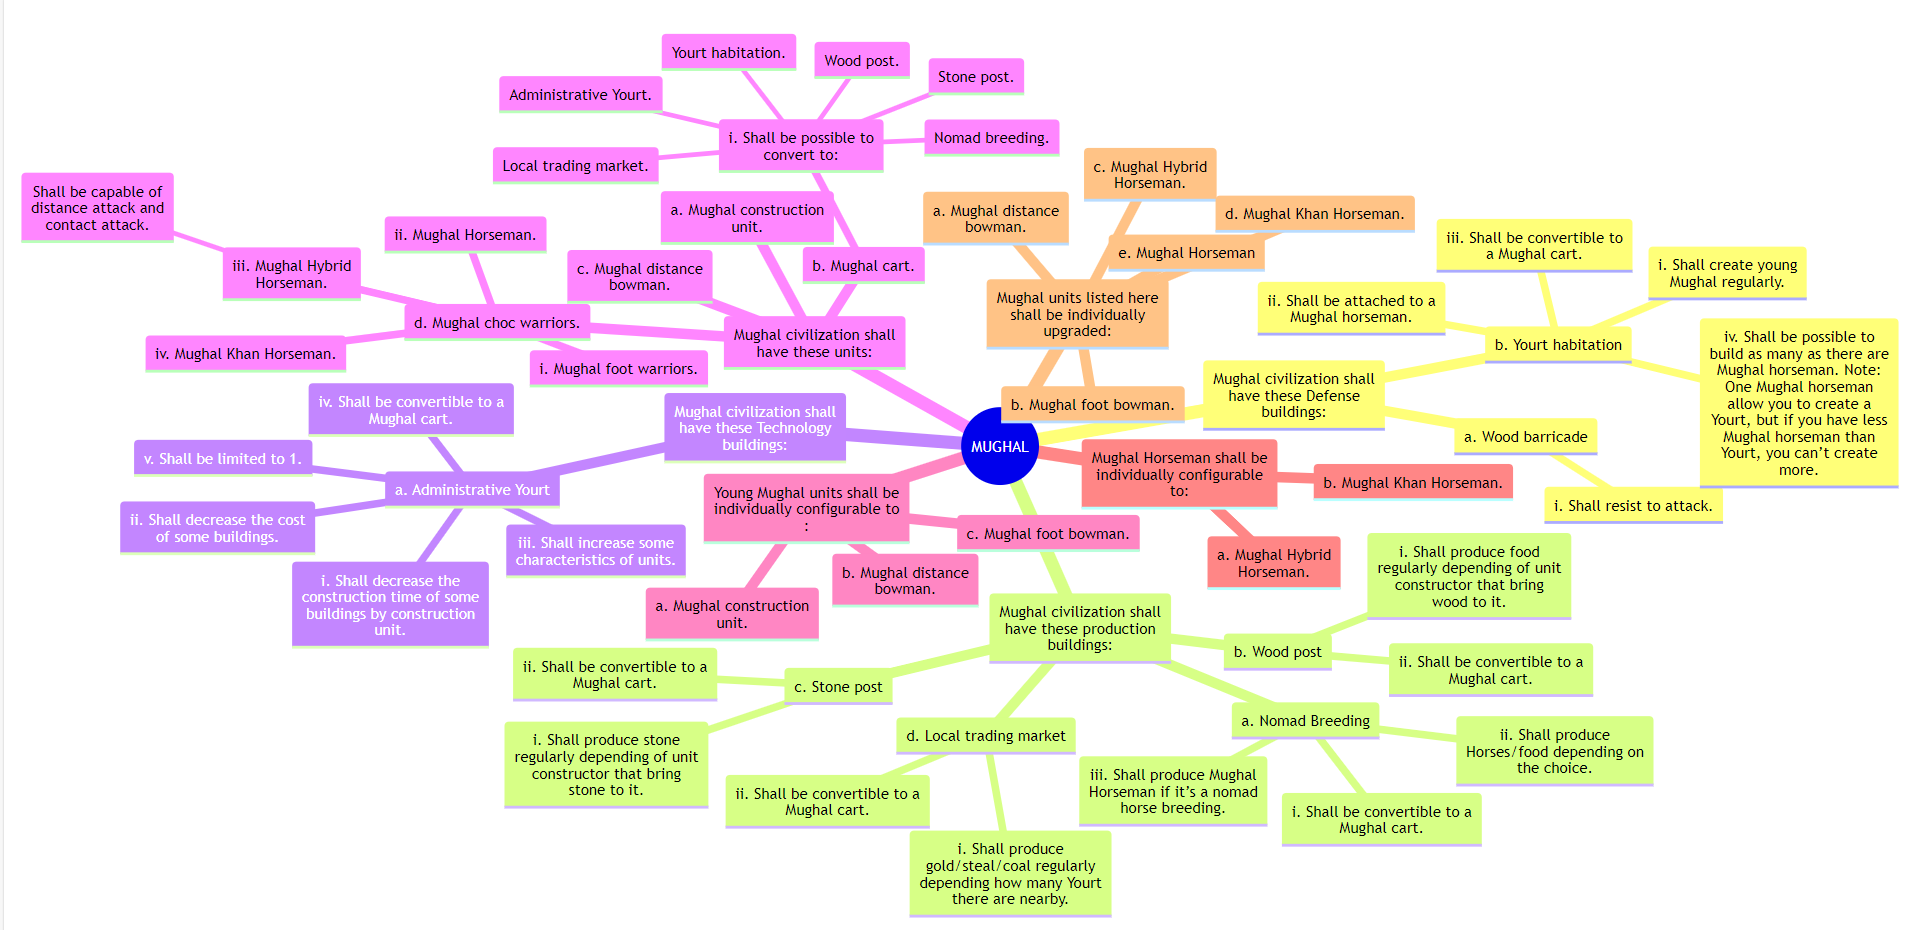 MUGHAL
Mughal civilization shall
have these units:
a. Mughal construction
unit.
b. Mughal cart.
i. Shall be possible to
convert to:
Local trading market.
Administrative Yourt.
Yourt habitation.
Wood post.
Stone post.
Nomad breeding.
c. Mughal distance
bowman.
d. Mughal choc warriors.
i. Mughal foot warriors.
ii. Mughal Horseman.
iii. Mughal Hybrid
Horseman.
Shall be capable of
distance attack and
contact attack.
iv. Mughal Khan Horseman.
Mughal units listed here
shall be individually
upgraded:
a. Mughal distance
bowman.
b. Mughal foot bowman.
c. Mughal Hybrid
Horseman.
d. Mughal Khan Horseman.
e. Mughal Horseman
Mughal civilization shall
have these Defense
buildings:
a. Wood barricade
i. Shall resist to attack.
b. Yourt habitation
i. Shall create young
Mughal regularly.
ii. Shall be attached to a
Mughal horseman.
iii. Shall be convertible to
a Mughal cart.
iv. Shall be possible to
build as many as there are
Mughal horseman. Note:
One Mughal horseman
allow you to create a
Yourt, but if you have less
Mughal horseman than
Yourt, you can’t create
more.
Mughal civilization shall
have these Technology
buildings:
a. Administrative Yourt
i. Shall decrease the
construction time of some
buildings by construction
unit.
ii. Shall decrease the cost
of some buildings.
iii. Shall increase some
characteristics of units.
iv. Shall be convertible to a
Mughal cart.
v. Shall be limited to 1.
Young Mughal units shall be
individually configurable to
:
a. Mughal construction
unit.
b. Mughal distance
bowman.
c. Mughal foot bowman.
Mughal Horseman shall be
individually configurable
to:
a. Mughal Hybrid
Horseman.
b. Mughal Khan Horseman.
Mughal civilization shall
have these production
buildings:
a. Nomad Breeding
i. Shall be convertible to a
Mughal cart.
ii. Shall produce
Horses/food depending on
the choice.
iii. Shall produce Mughal
Horseman if it’s a nomad
horse breeding.
b. Wood post
i. Shall produce food
regularly depending of unit
constructor that bring
wood to it.
ii. Shall be convertible to a
Mughal cart.
c. Stone post
i. Shall produce stone
regularly depending of unit
constructor that bring
stone to it.
ii. Shall be convertible to a
Mughal cart.
d. Local trading market
i. Shall produce
gold/steal/coal regularly
depending how many Yourt
there are nearby.
ii. Shall be convertible to a
Mughal cart.